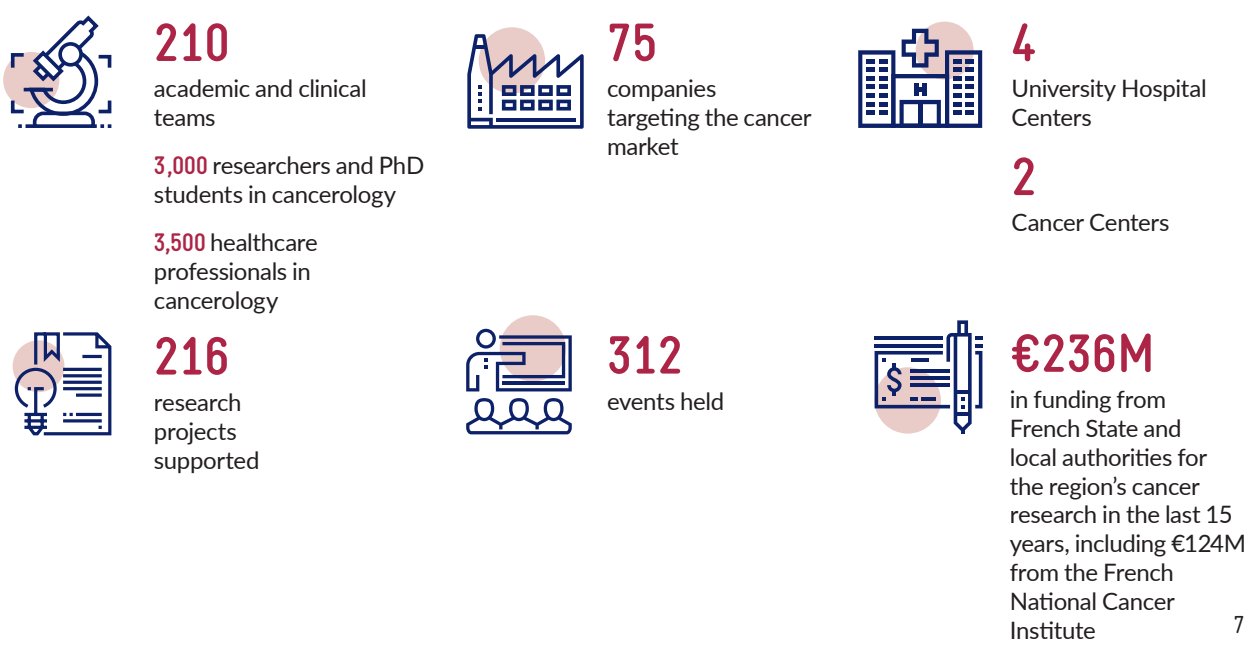 210
academic and clinical
teams
3,000 researchers and PhD
students in cancerology
3,500 healthcare
professionals in
cancerology
75
companies
targeting the cancer
market
H
4
University Hospital
Centers
2
Cancer Centers
216
research
projects
supported
312
events held
$
€236M
in funding from
French State and
local authorities for
the region’s cancer
research in the last 15
years, including €124M
from the French
National Cancer
Institute
7